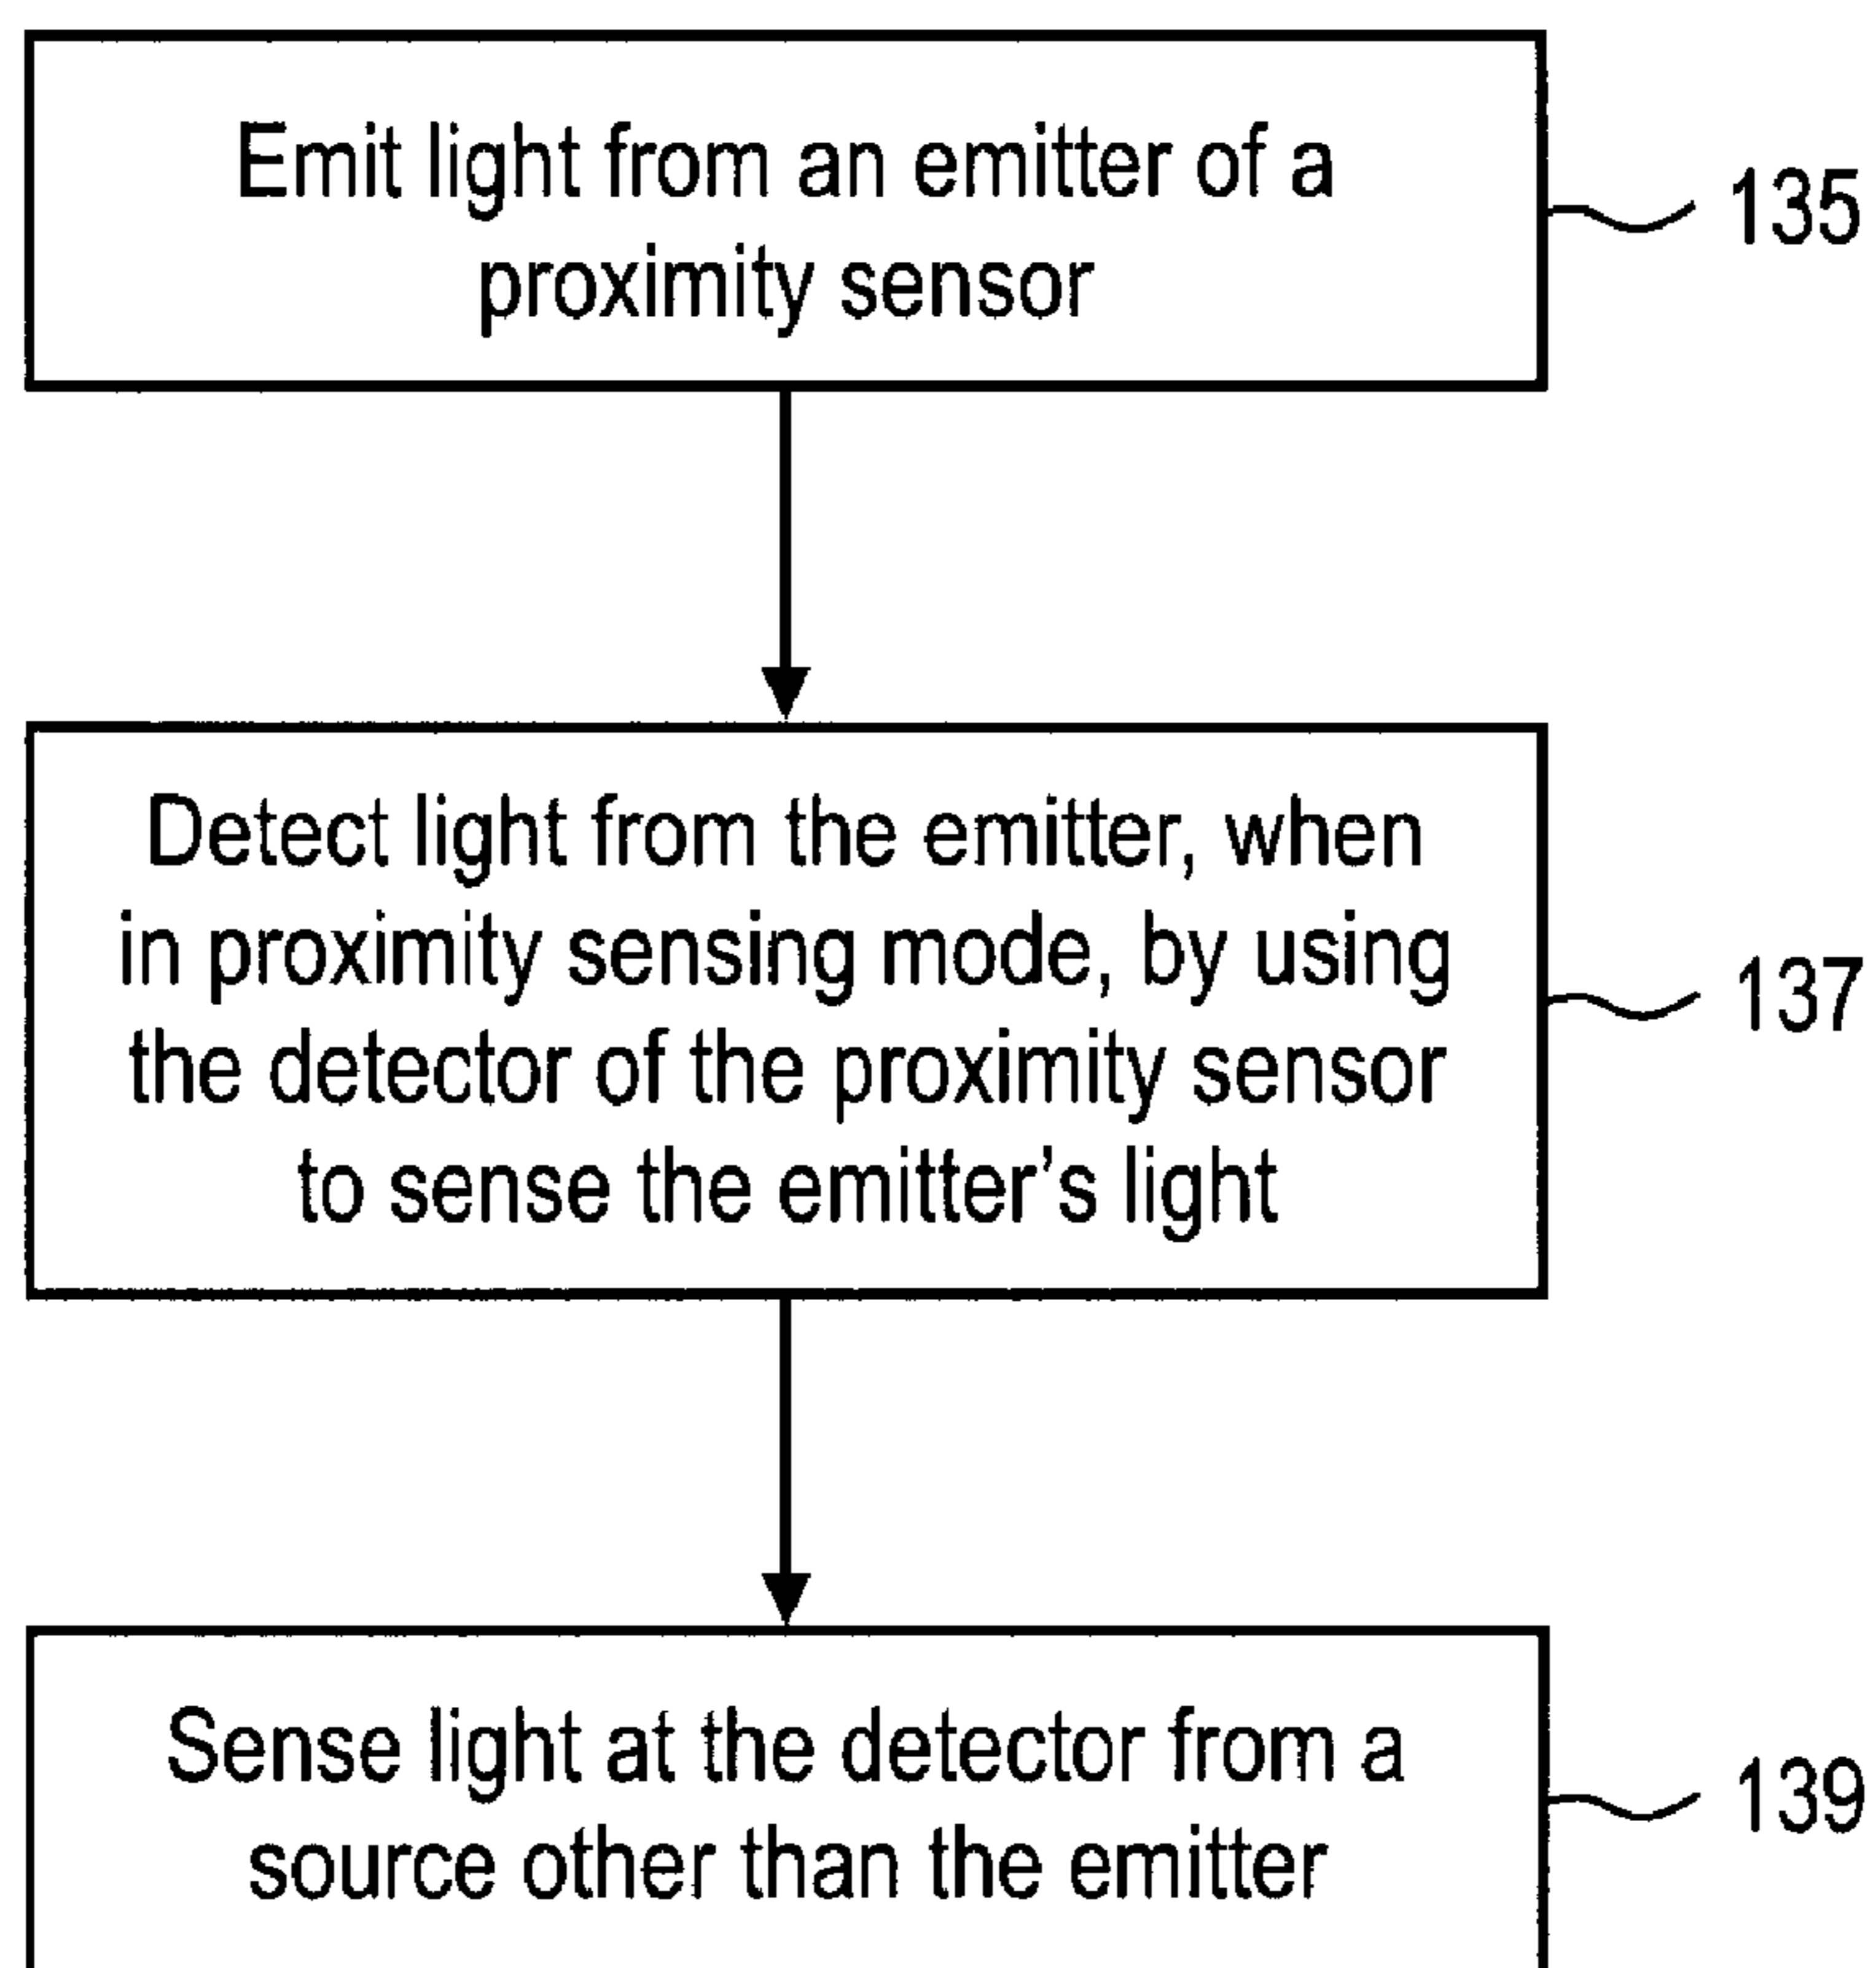 Emit light from an emitter of a
proximity sensor
135
Detect light from the emitter, when
in proximity sensing mode, by using
the detector of the proximity sensor
to sense the emitter's light
137
Sense light at the detector from a
source other than the emitter
139